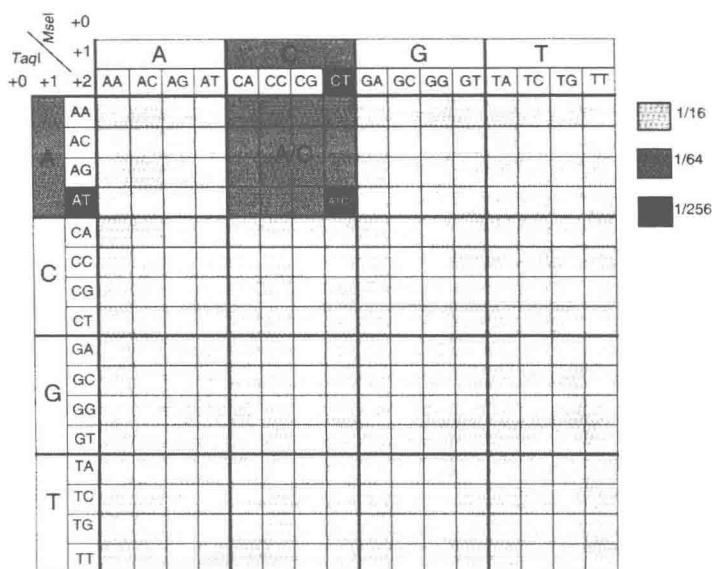 MseI +0
TaqI +1 A C G T
+0 +1 +2 AA AC AG AT CA CC CG CT GA GC GG GT TA TC TG TT
AA
1/16
A AC A/C
AG
1/64
AT
1/256
CA
C CC
CG
CT
GA
G GC
GG
GT
TA
T TC
TG
TT